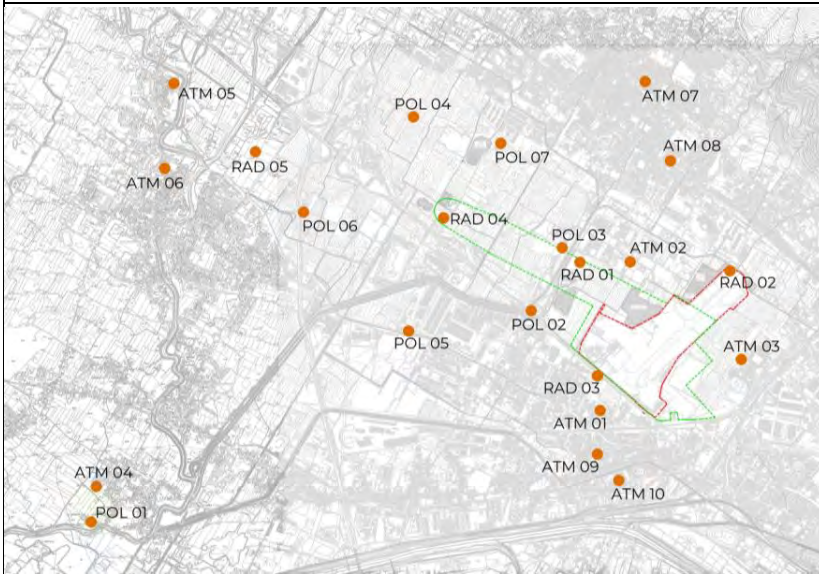 ATM 05
ATM 07
POL 04
POL 07
RAD 05
ATM 08
ATM 06
POL 06
RAD 04
POL 03
ATM 02
RAD 01
RAD 02
POL 02
POL 05
ATM 03
RAD 03
ATM 01
ATM 09
ATM 04
ATM 10
POL 01